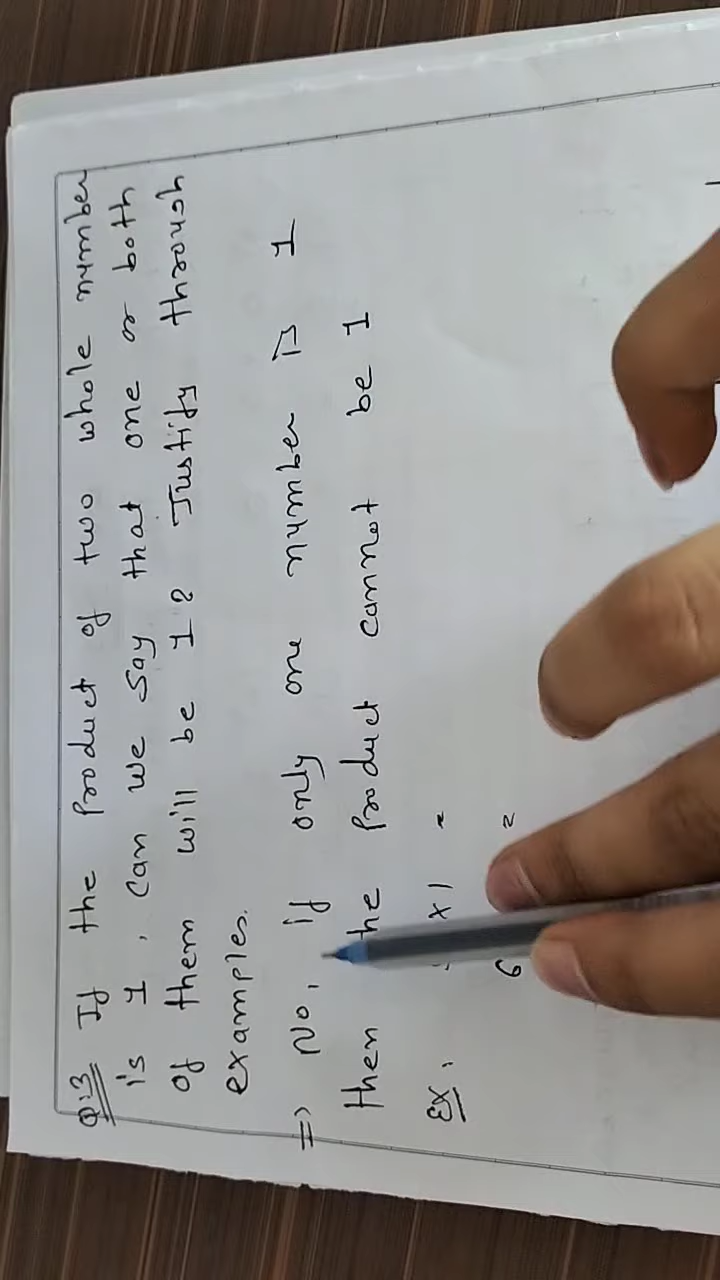 Q.3 If the Product of two whole number
is 1, can we say that one or both
of them will be 1? Justify through
examples.
=> No, if only one number is 1
then the Product cannot be 1
Ex. x1 =
6 =